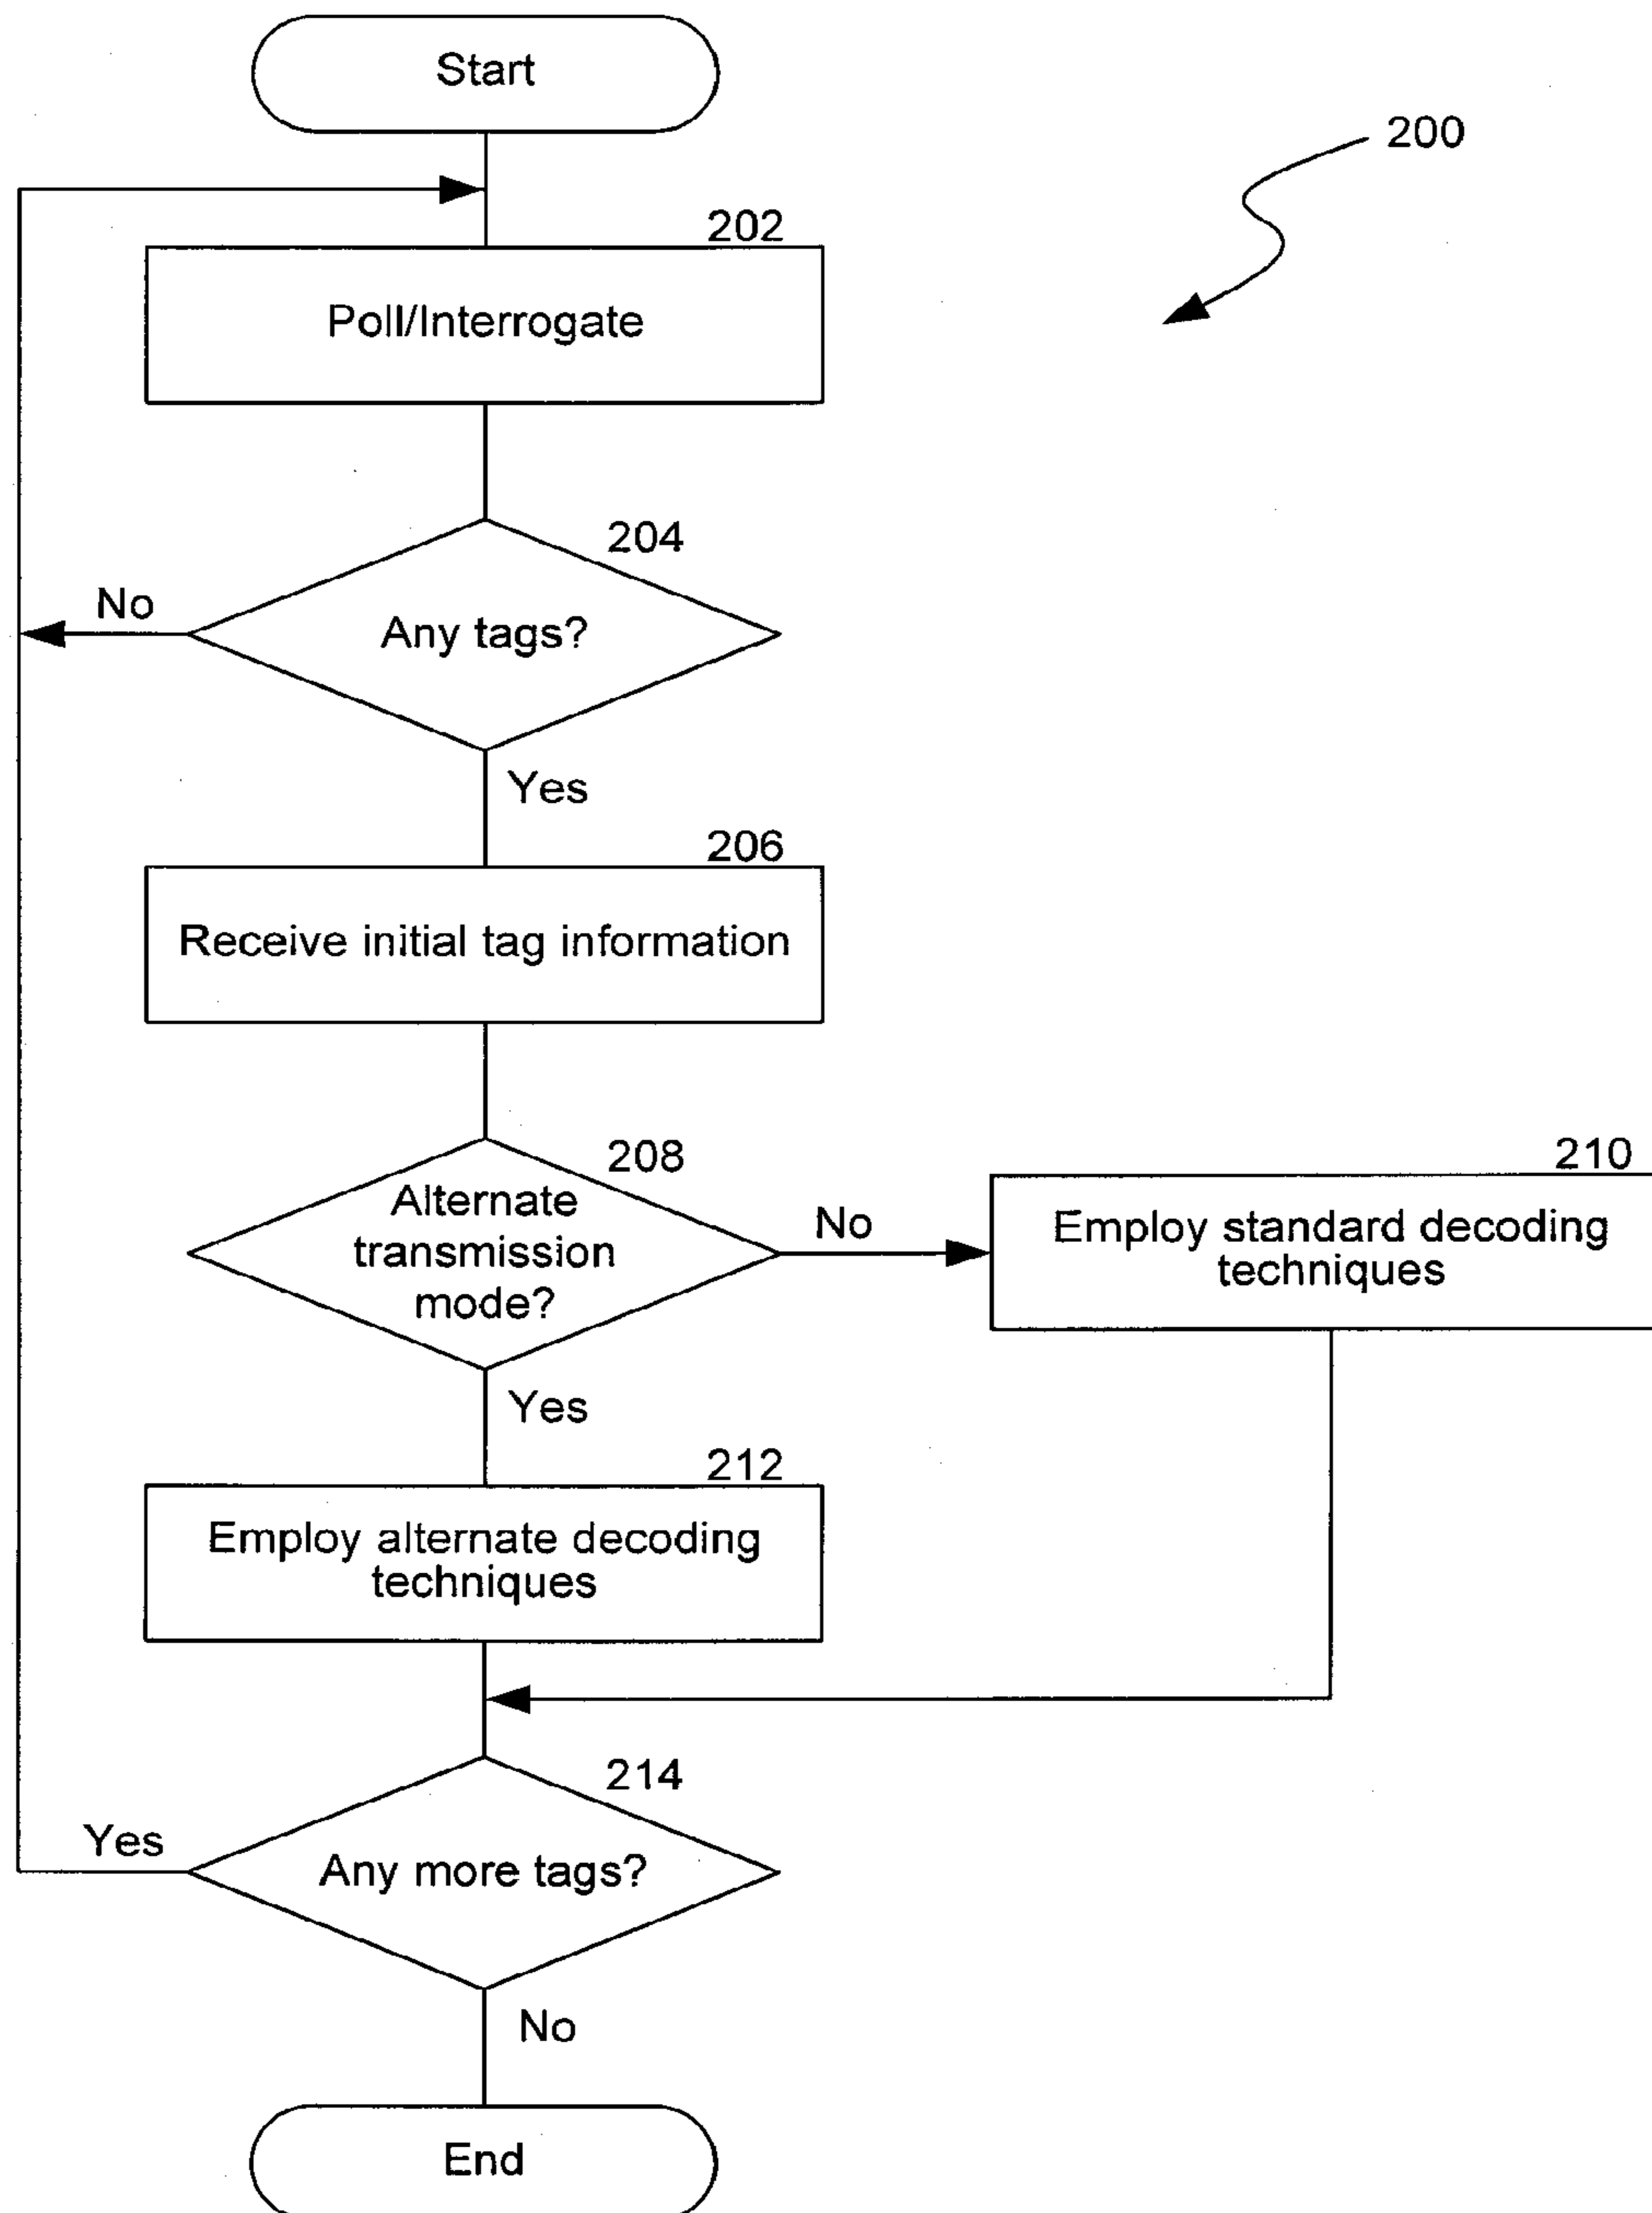 Start
200
202
Poll/Interrogate
204
No
Any tags?
Yes
206
Receive initial tag information
208
Alternate
transmission
mode?
No
210
Employ standard decoding
techniques
Yes
212
Employ alternate decoding
techniques
214
Yes
Any more tags?
No
End